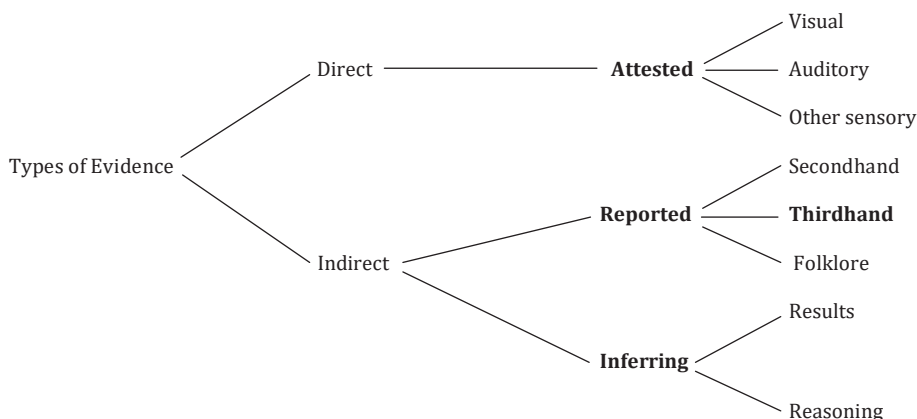 Visual
Direct
Attested
Auditory
Other sensory
Types of Evidence
Secondhand
Reported
Thirdhand
Indirect
Folklore
Results
Inferring
Reasoning